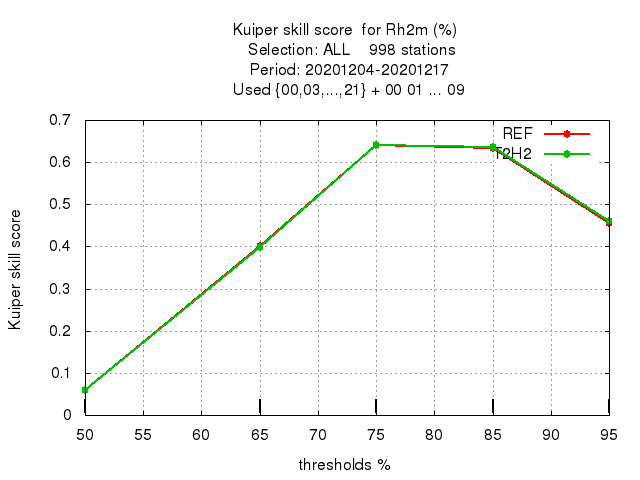 Kuiper skill score  for Rh2m (%)
Selection: ALL    998 stations
Period: 20201204-20201217
Used {00,03,...,21} + 00 01 ... 09
0.7
0.6
0.5
0.4
0.3
0.2
0.1
0
Kuiper skill score
REF
T2H2
50 55 60 65 70 75 80 85 90 95
thresholds %